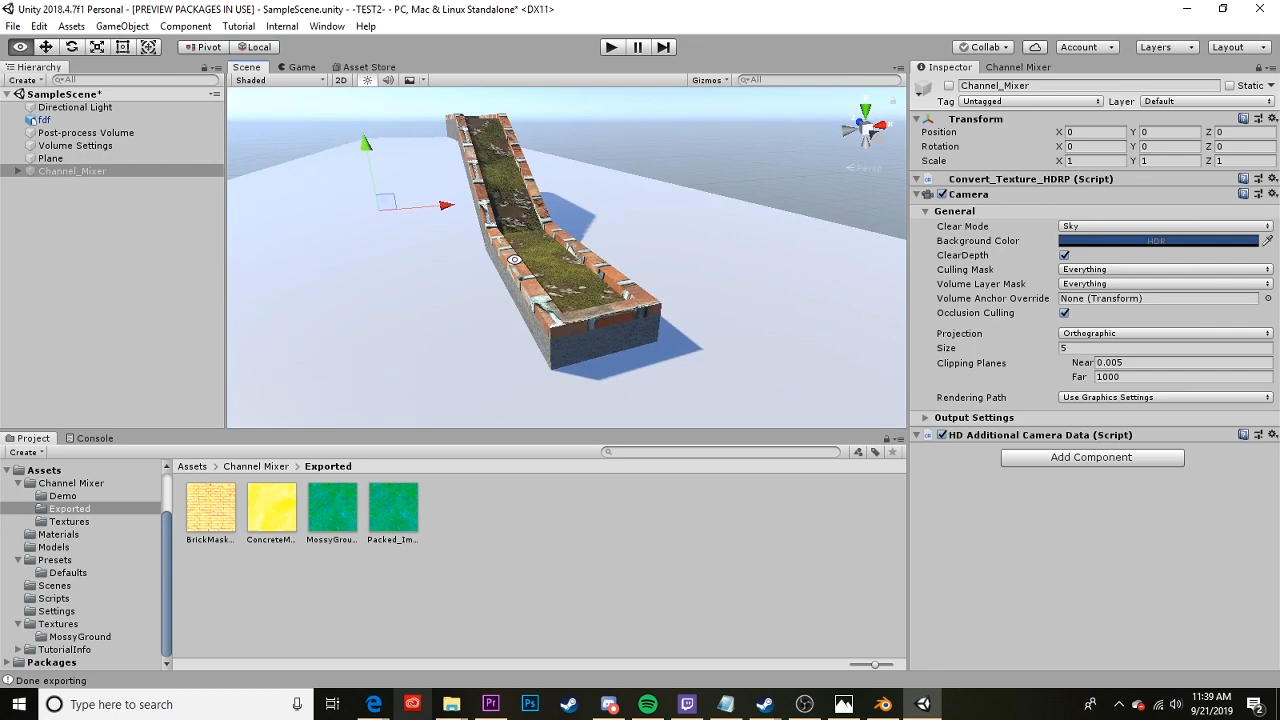 Unity 2018.4.7f1 Personal - [PREVIEW PACKAGES IN USE] - SampleScene.unity - -TEST2- - PC, Mac & Linux Standalone* <DX11>
File Edit Assets GameObject Component Tutorial Internal Window Help
Pivot Local Collab Account Layers Layout
Hierarchy Scene Game Asset Store Inspector Channel Mixer
Create All Shaded 2D Gizmos All Channel_Mixer Static
SampleScene* Tag Untagged Layer Default
Directional Light
fdf
Post-process Volume
Volume Settings
Plane
Channel_Mixer
Persp
Transform
Position X 0 Y 0 Z 0
Rotation X 0 Y 0 Z 0
Scale X 1 Y 1 Z 1
Convert_Texture_HDRP (Script)
Camera
General
Clear Mode Sky
Background Color HDR
ClearDepth
Culling Mask Everything
Volume Layer Mask Everything
Volume Anchor Override None (Transform)
Occlusion Culling
Projection Orthographic
Size 5
Clipping Planes Near 0.005
Far 1000
Rendering Path Use Graphics Settings
Output Settings
HD Additional Camera Data (Script)
Add Component
Project Console
Create
Assets
Channel Mixer
Demo
Exported
Textures
Materials
Models
Presets
Defaults
Scenes
Scripts
Settings
Textures
MossyGround
TutorialInfo
Packages
Assets > Channel Mixer > Exported
BrickMask... ConcreteM... MossyGrou... Packed_Im...
Done exporting
Type here to search
11:39 AM
9/21/2019